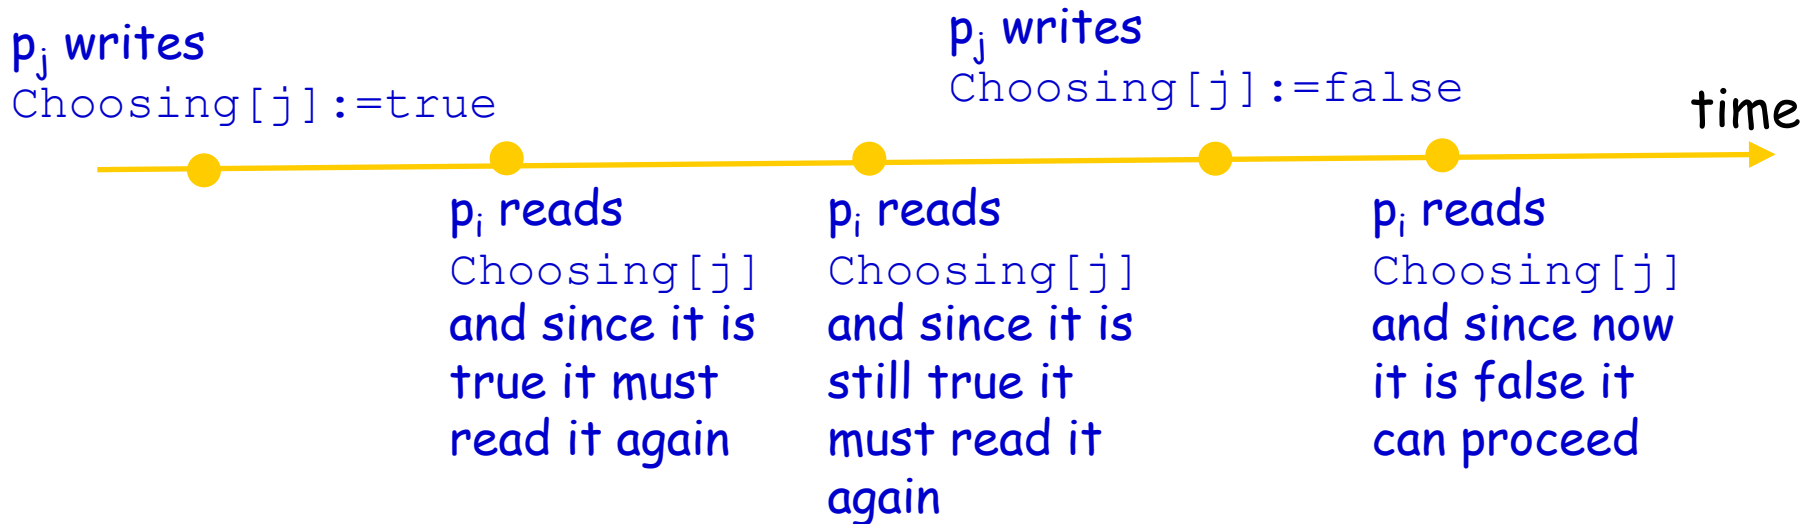 pj writes
Choosing[j]:=true
pj writes
Choosing[j]:=false
time
pi reads
Choosing[j]
and since it is
true it must
read it again
pi reads
Choosing[j]
and since it is
still true it
must read it
again
pi reads
Choosing[j]
and since now
it is false it
can proceed